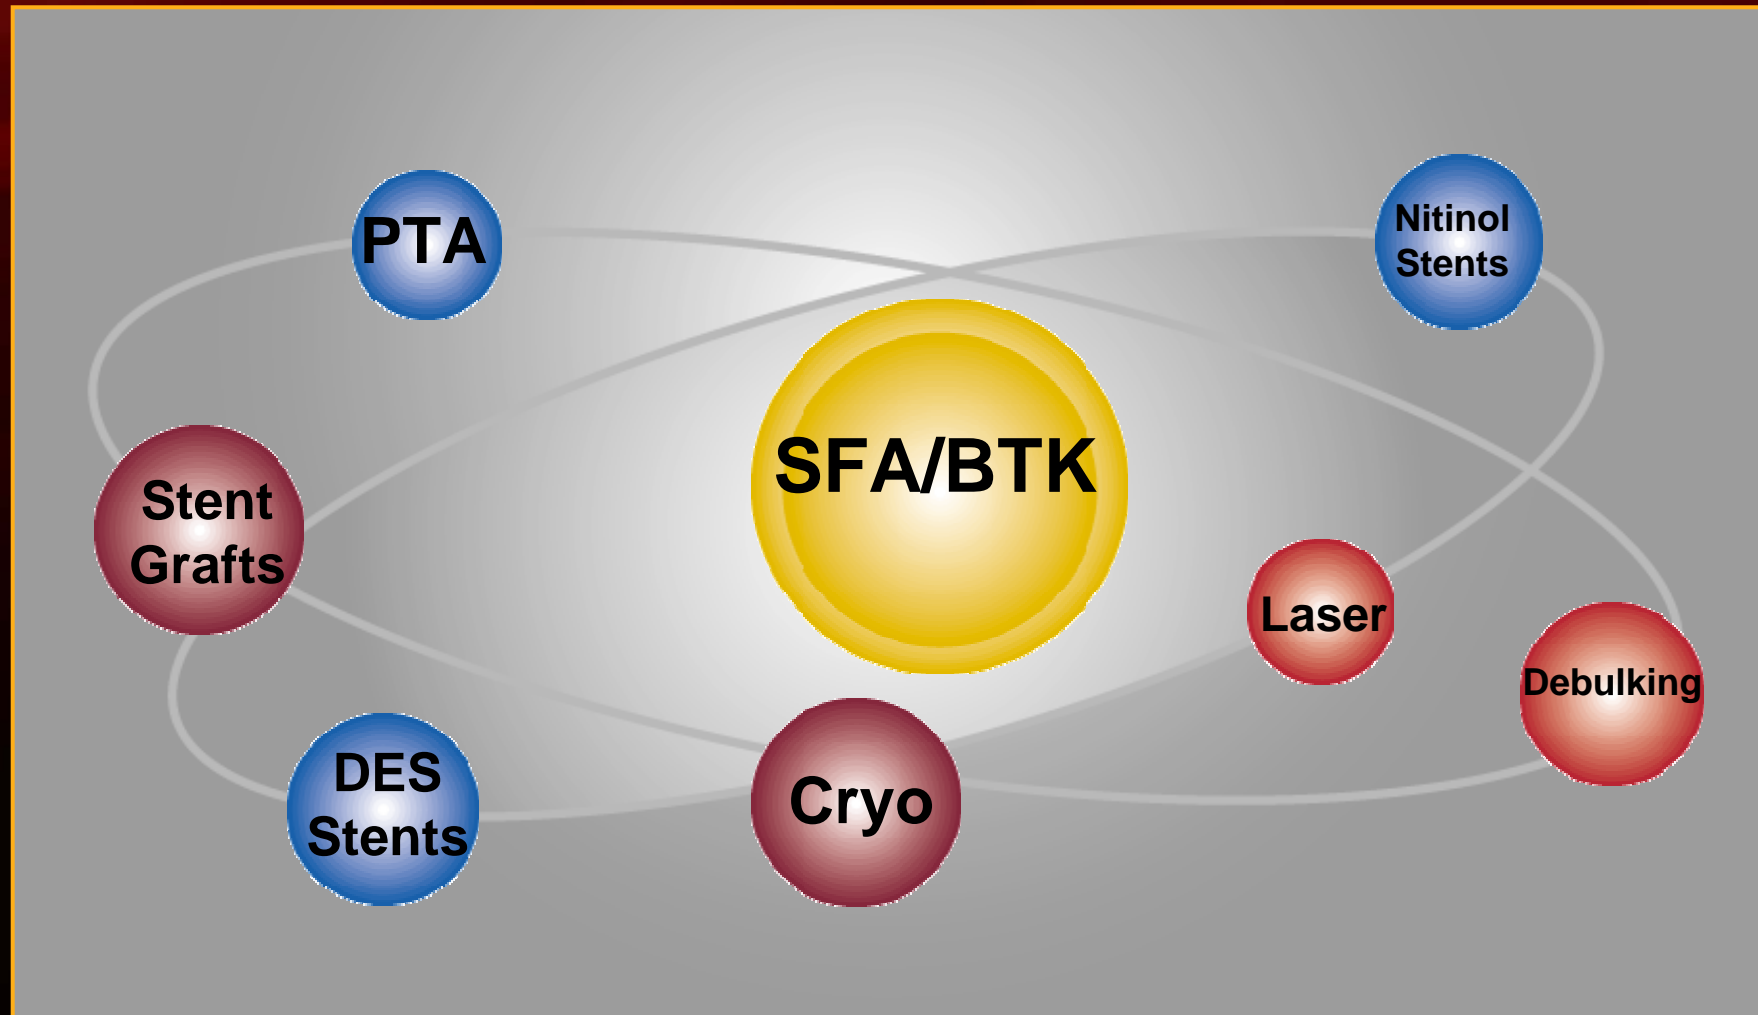 PTA
Nitinol
Stents
SFA/BTK
Stent
Grafts
Laser
Debulking
DES
Stents
Cryo